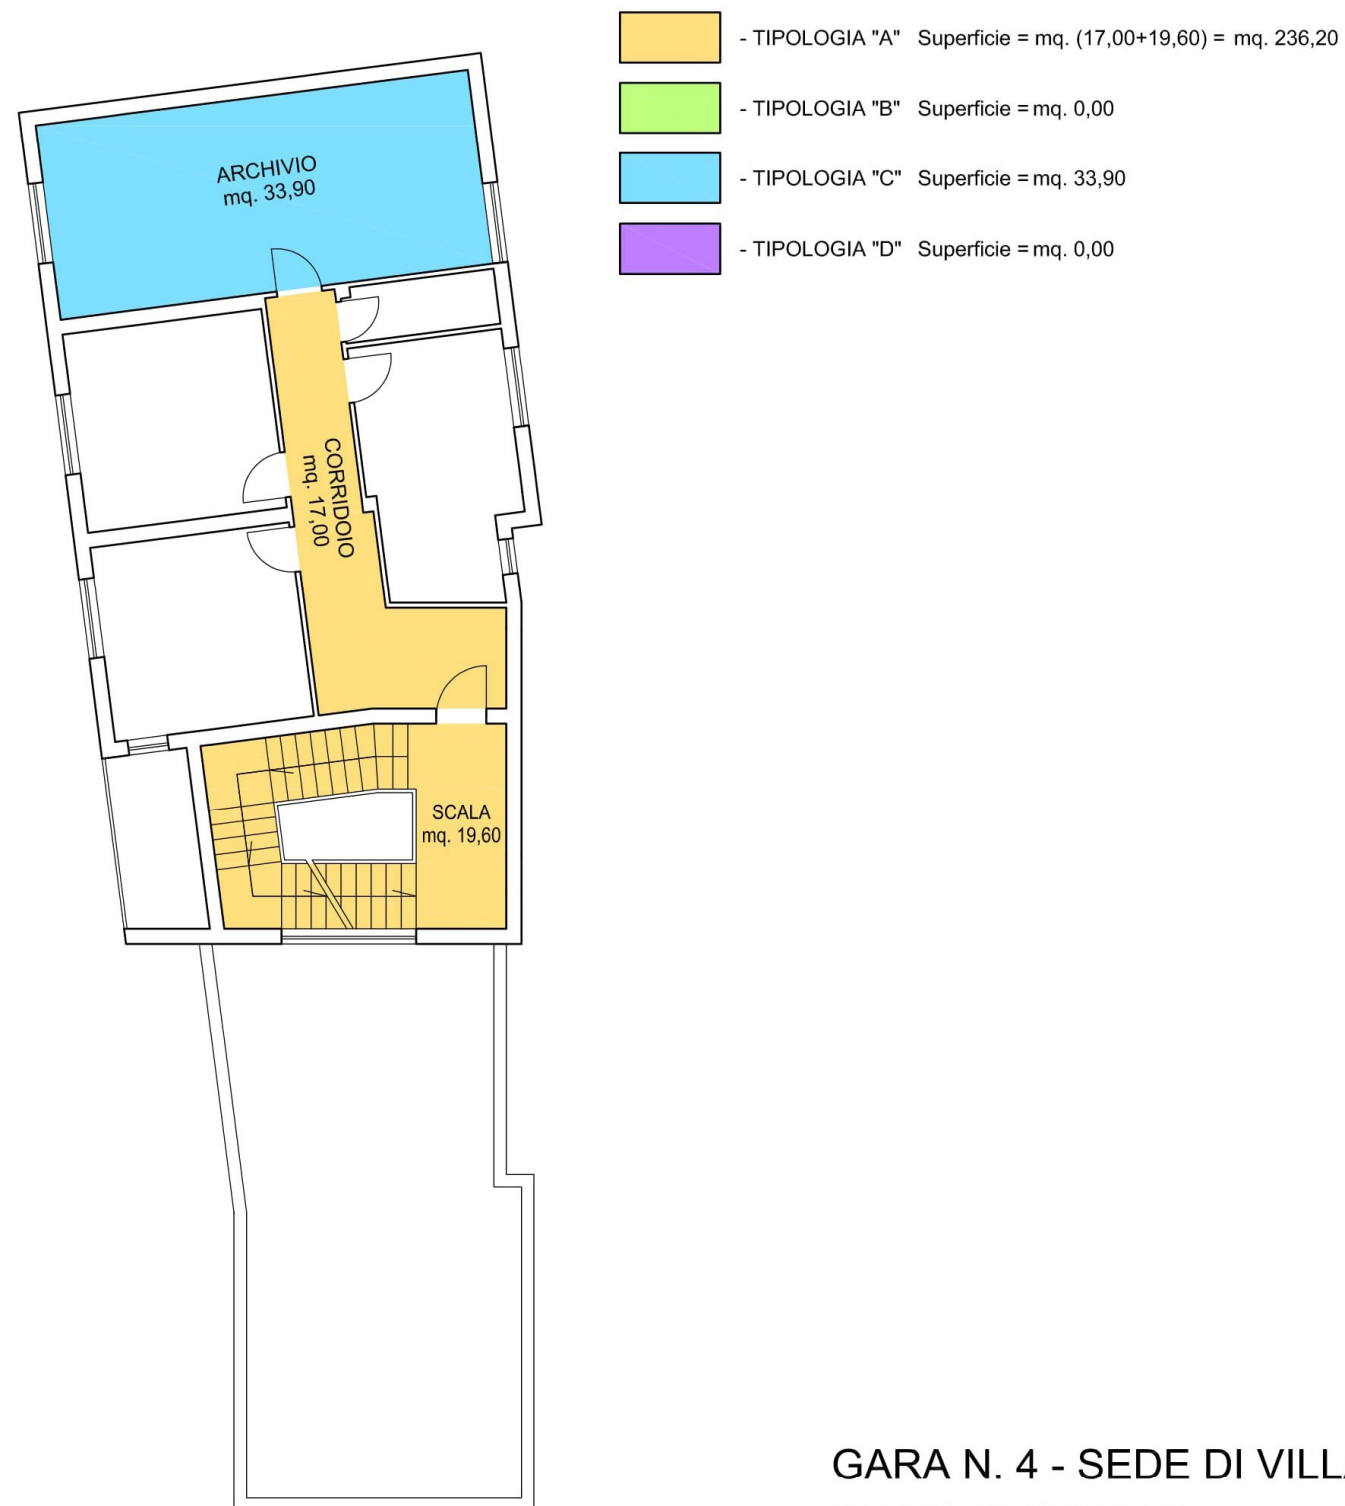 - TIPOLOGIA "A" Superficie = mq. (17,00+19,60) = mq. 236,20
- TIPOLOGIA "B" Superficie = mq. 0,00
- TIPOLOGIA "C" Superficie = mq. 33,90
- TIPOLOGIA "D" Superficie = mq. 0,00
ARCHIVIO
mq. 33,90
CORRIDOIO
mq. 17,00
SCALA
mq. 19,60
GARA N. 4 - SEDE DI VILLA